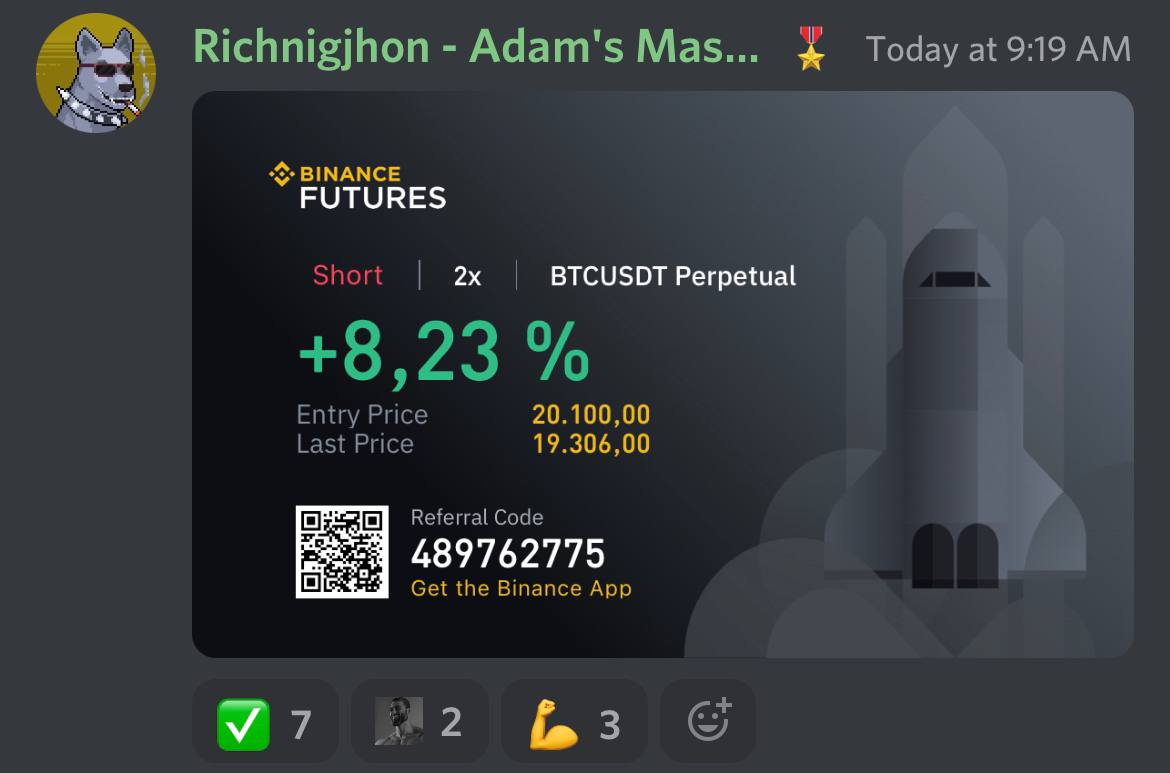 Richnigjhon - Adam's Mas... Today at 9:19 AM
BINANCE
FUTURES
Short | 2x | BTCUSDT Perpetual
+8,23 %
Entry Price 20.100,00
Last Price 19.306,00
Referral Code
489762775
Get the Binance App
7 2 3